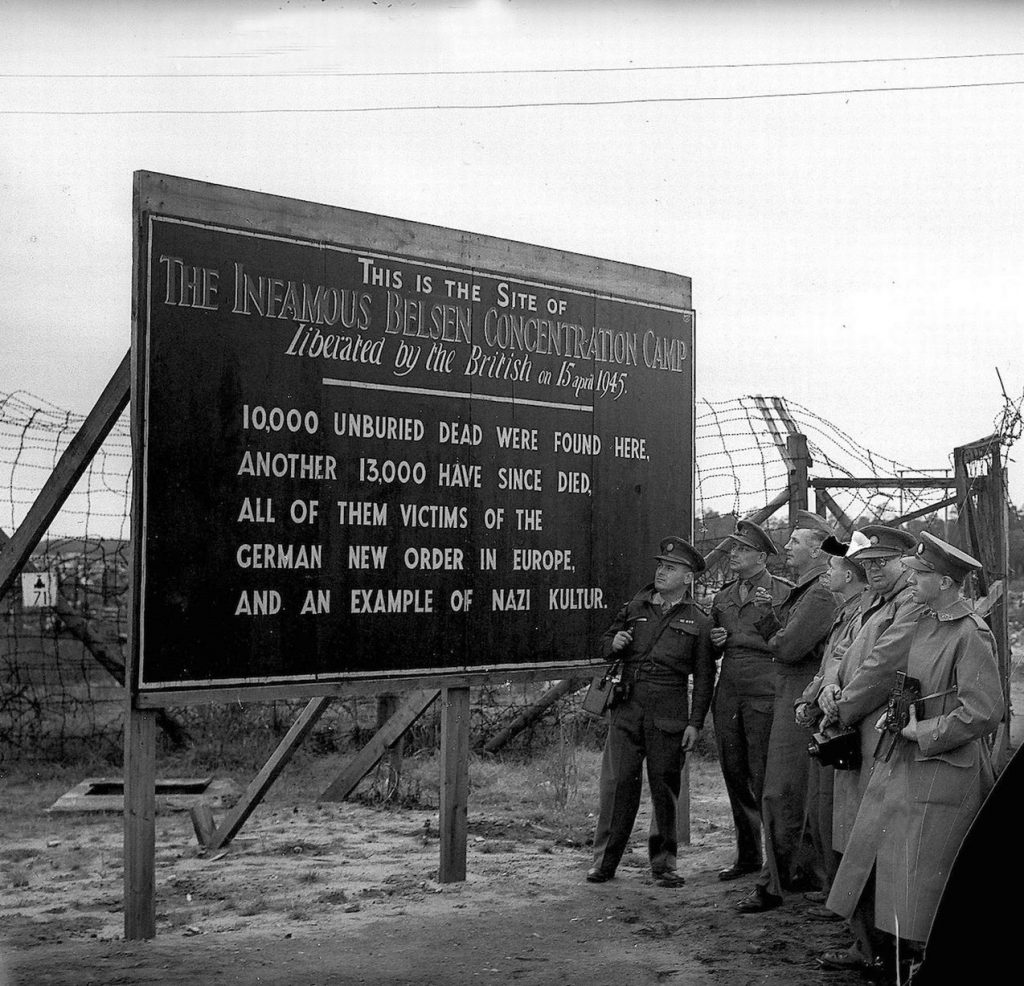 THIS IS THE SITE OF
THE INFAMOUS BELSEN CONCENTRATION CAMP
Liberated by the British on 15 april 1945.
10,000 UNBURIED DEAD WERE FOUND HERE,
ANOTHER 13,000 HAVE SINCE DIED,
ALL OF THEM VICTIMS OF THE
GERMAN NEW ORDER IN EUROPE,
AND AN EXAMPLE OF NAZI KULTUR.
71